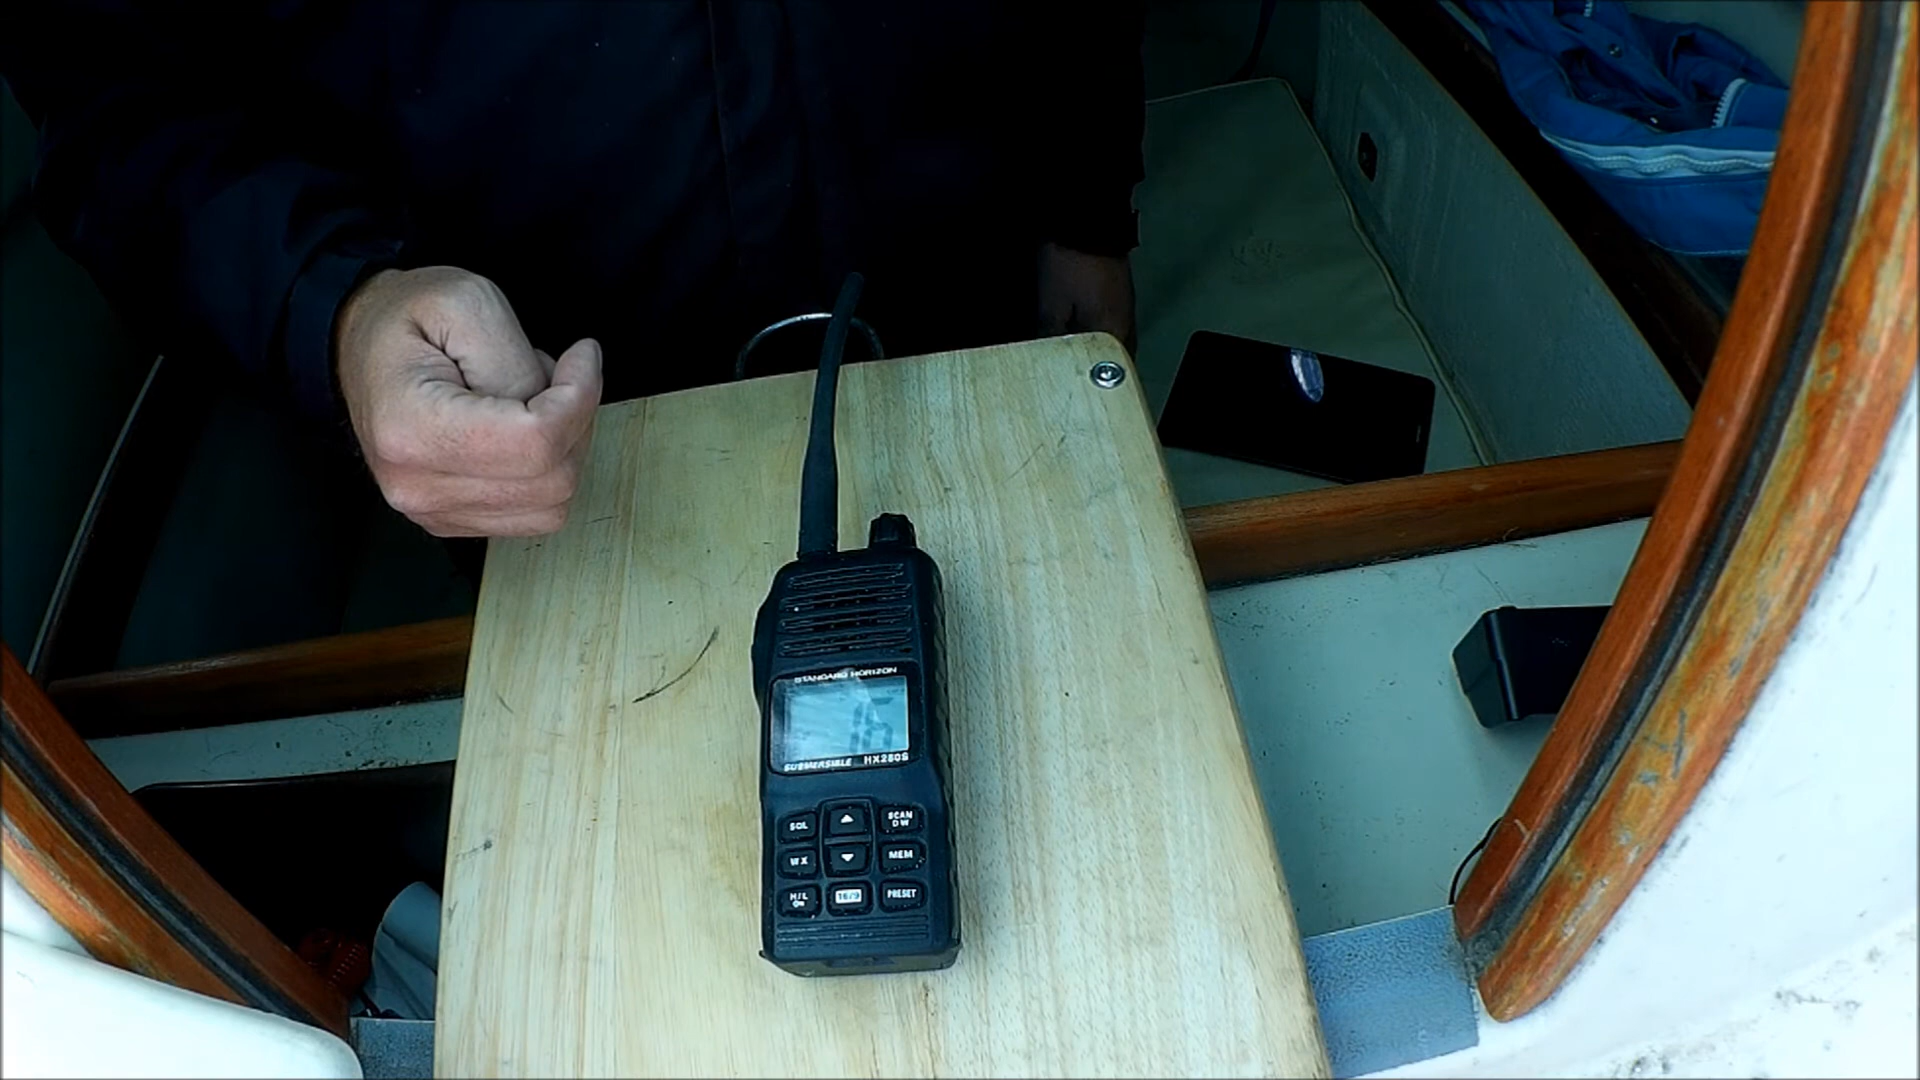 STANDARD HORIZON
16
SUBMERSIBLE HX280S
SQL
SCAN
DW
WX
MEM
H/L
16/9
PRESET